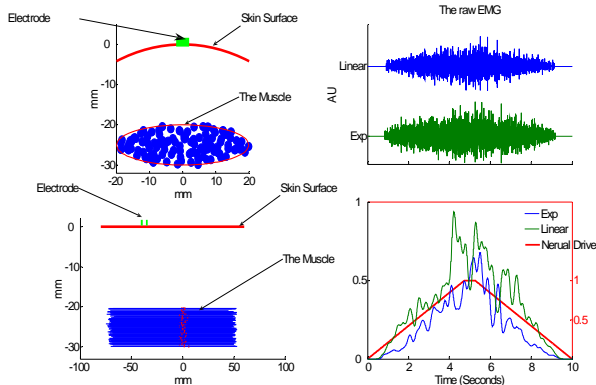 Electrode
Skin Surface
0
-10
-20
-30
mm
The Muscle
-20 -10 0 10 20
mm
The raw EMG
Linear
Exp
AU
Electrode
Skin Surface
0
-10
-20
-30
mm
The Muscle
-100 -50 0 50 100
mm
1
0.5
0
Exp
Linear
Nerual Drive
1
0.5
0 2 4 6 8 10
Time (Seconds)